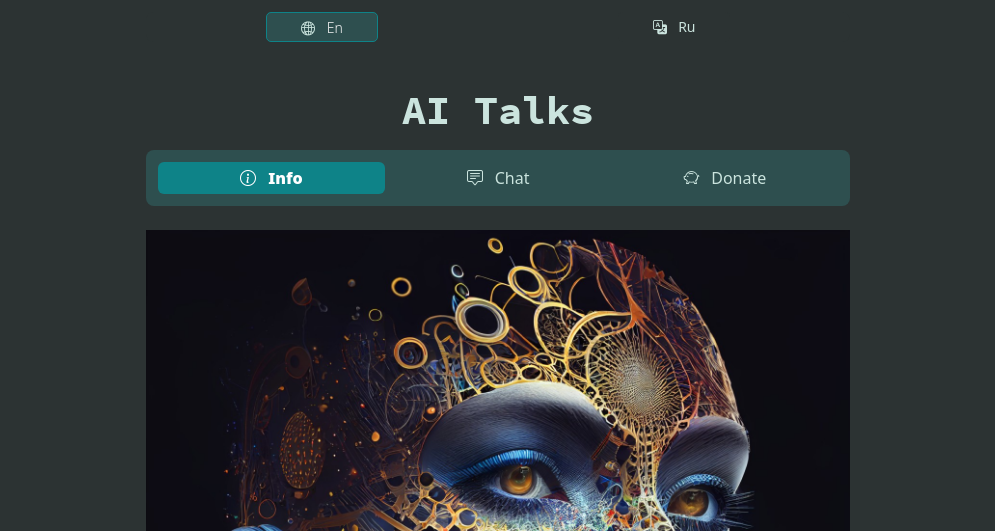 En
Ru
AI Talks
Info
Chat
Donate